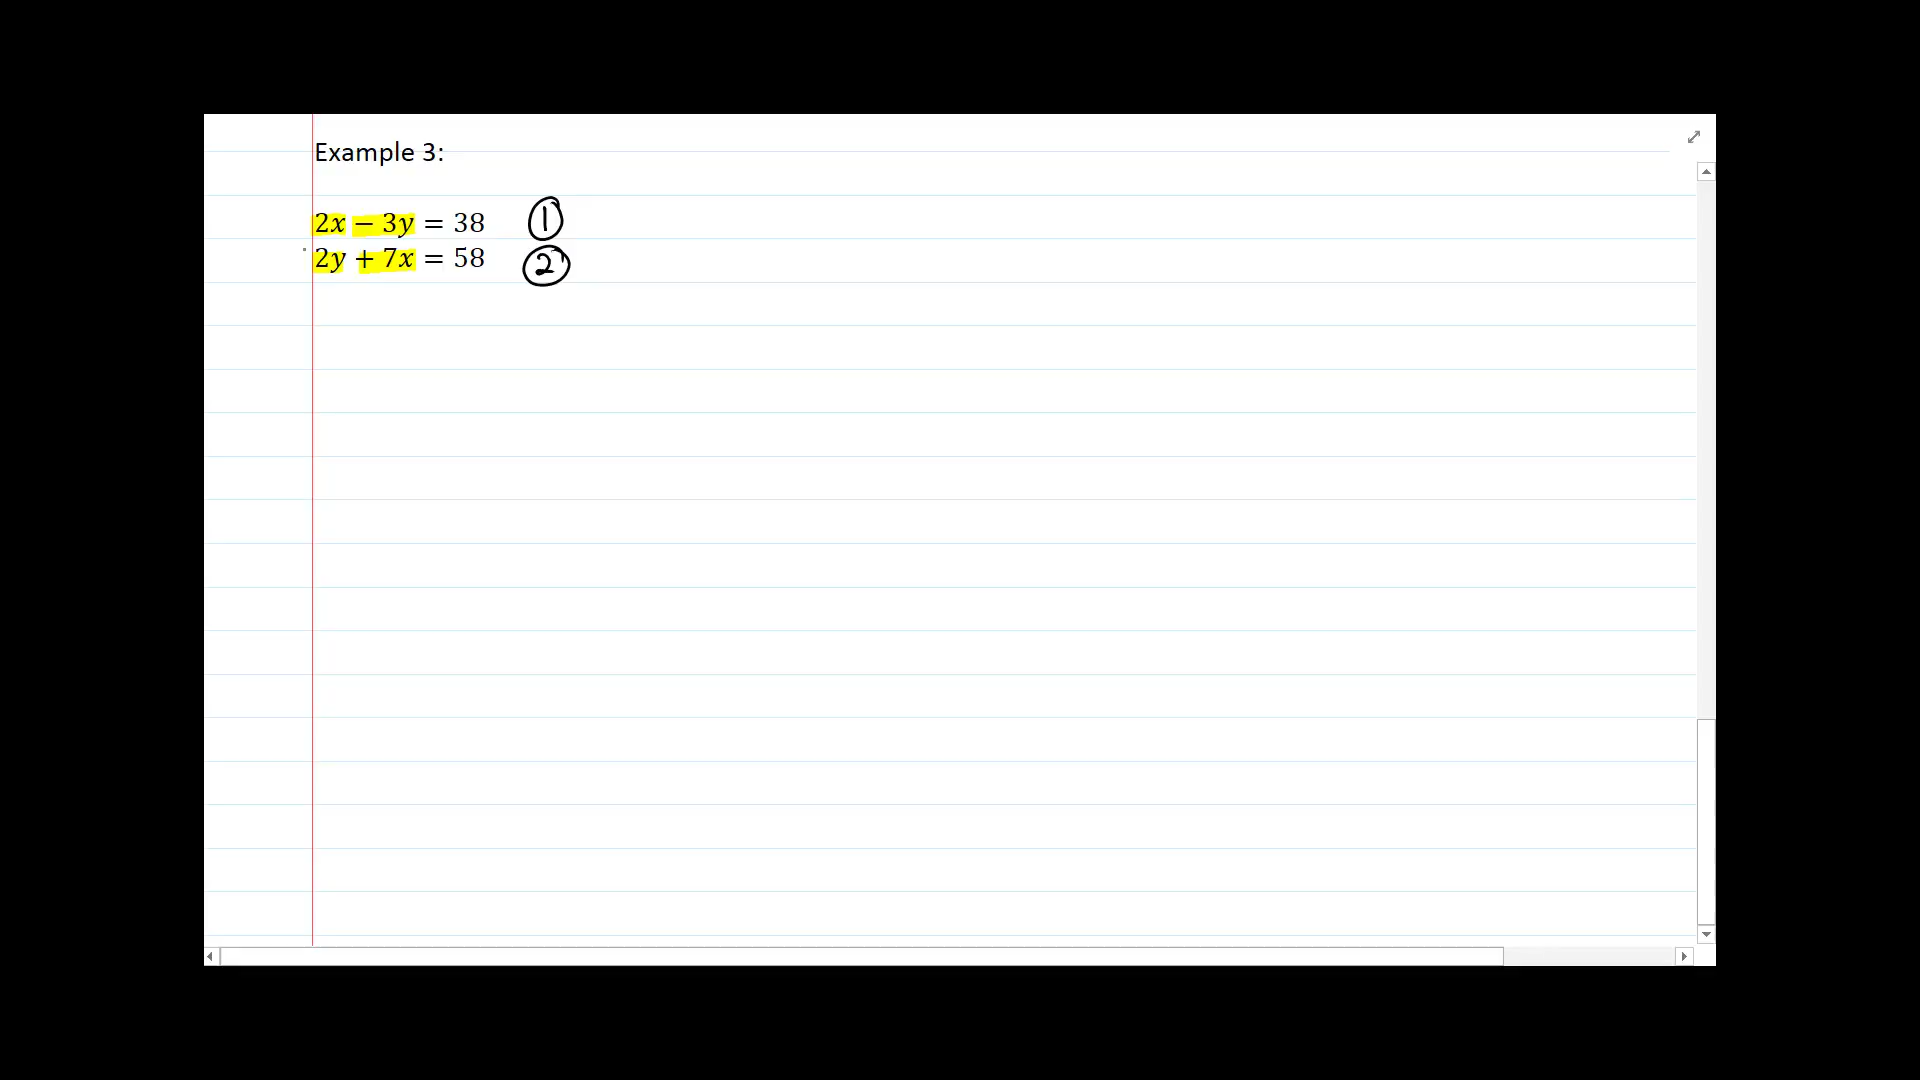 Example 3:
2x − 3y = 38 ①
2y + 7x = 58 ②